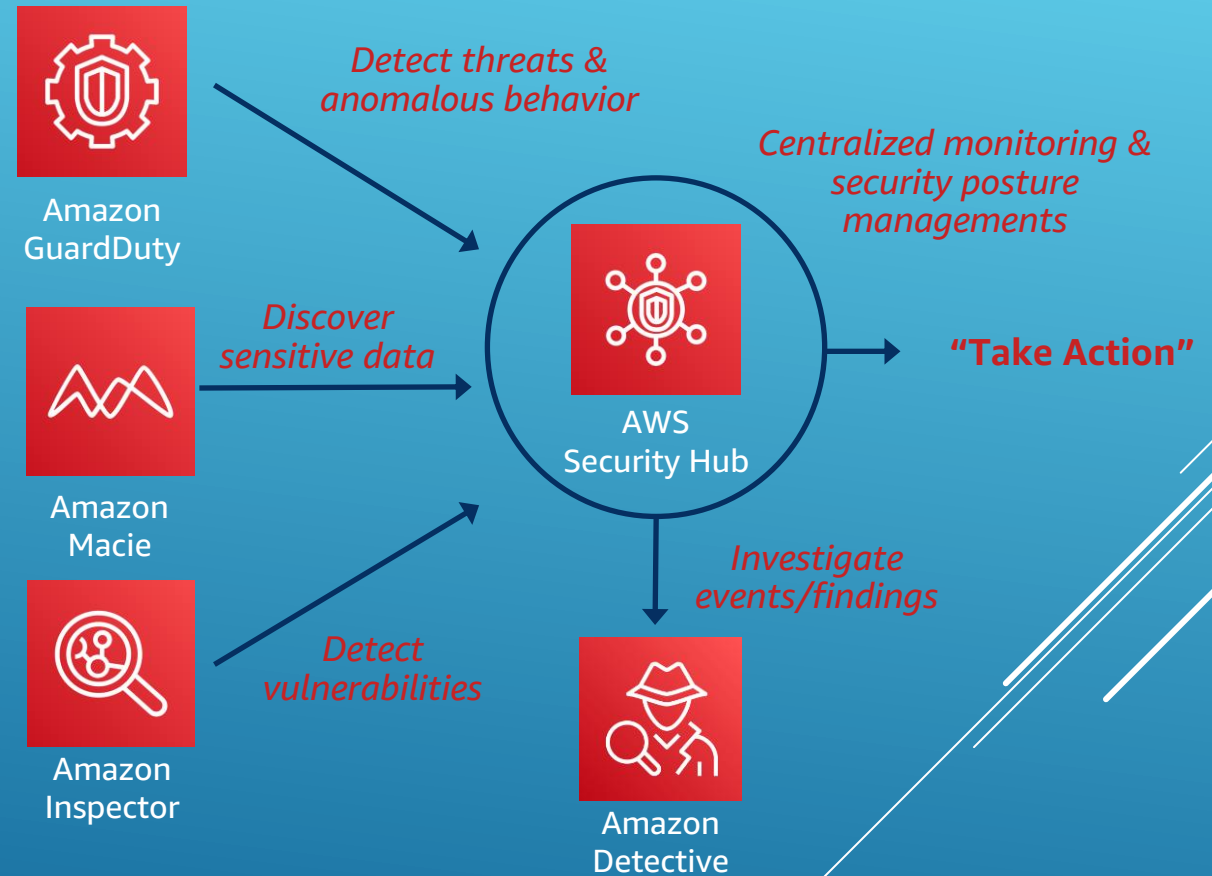 Detect threats &
anomalous behavior
Amazon
GuardDuty
Centralized monitoring &
security posture
managements
Discover
sensitive data
Amazon
Macie
AWS
Security Hub
“Take Action”
Detect
vulnerabilities
Amazon
Inspector
Investigate
events/findings
Amazon
Detective